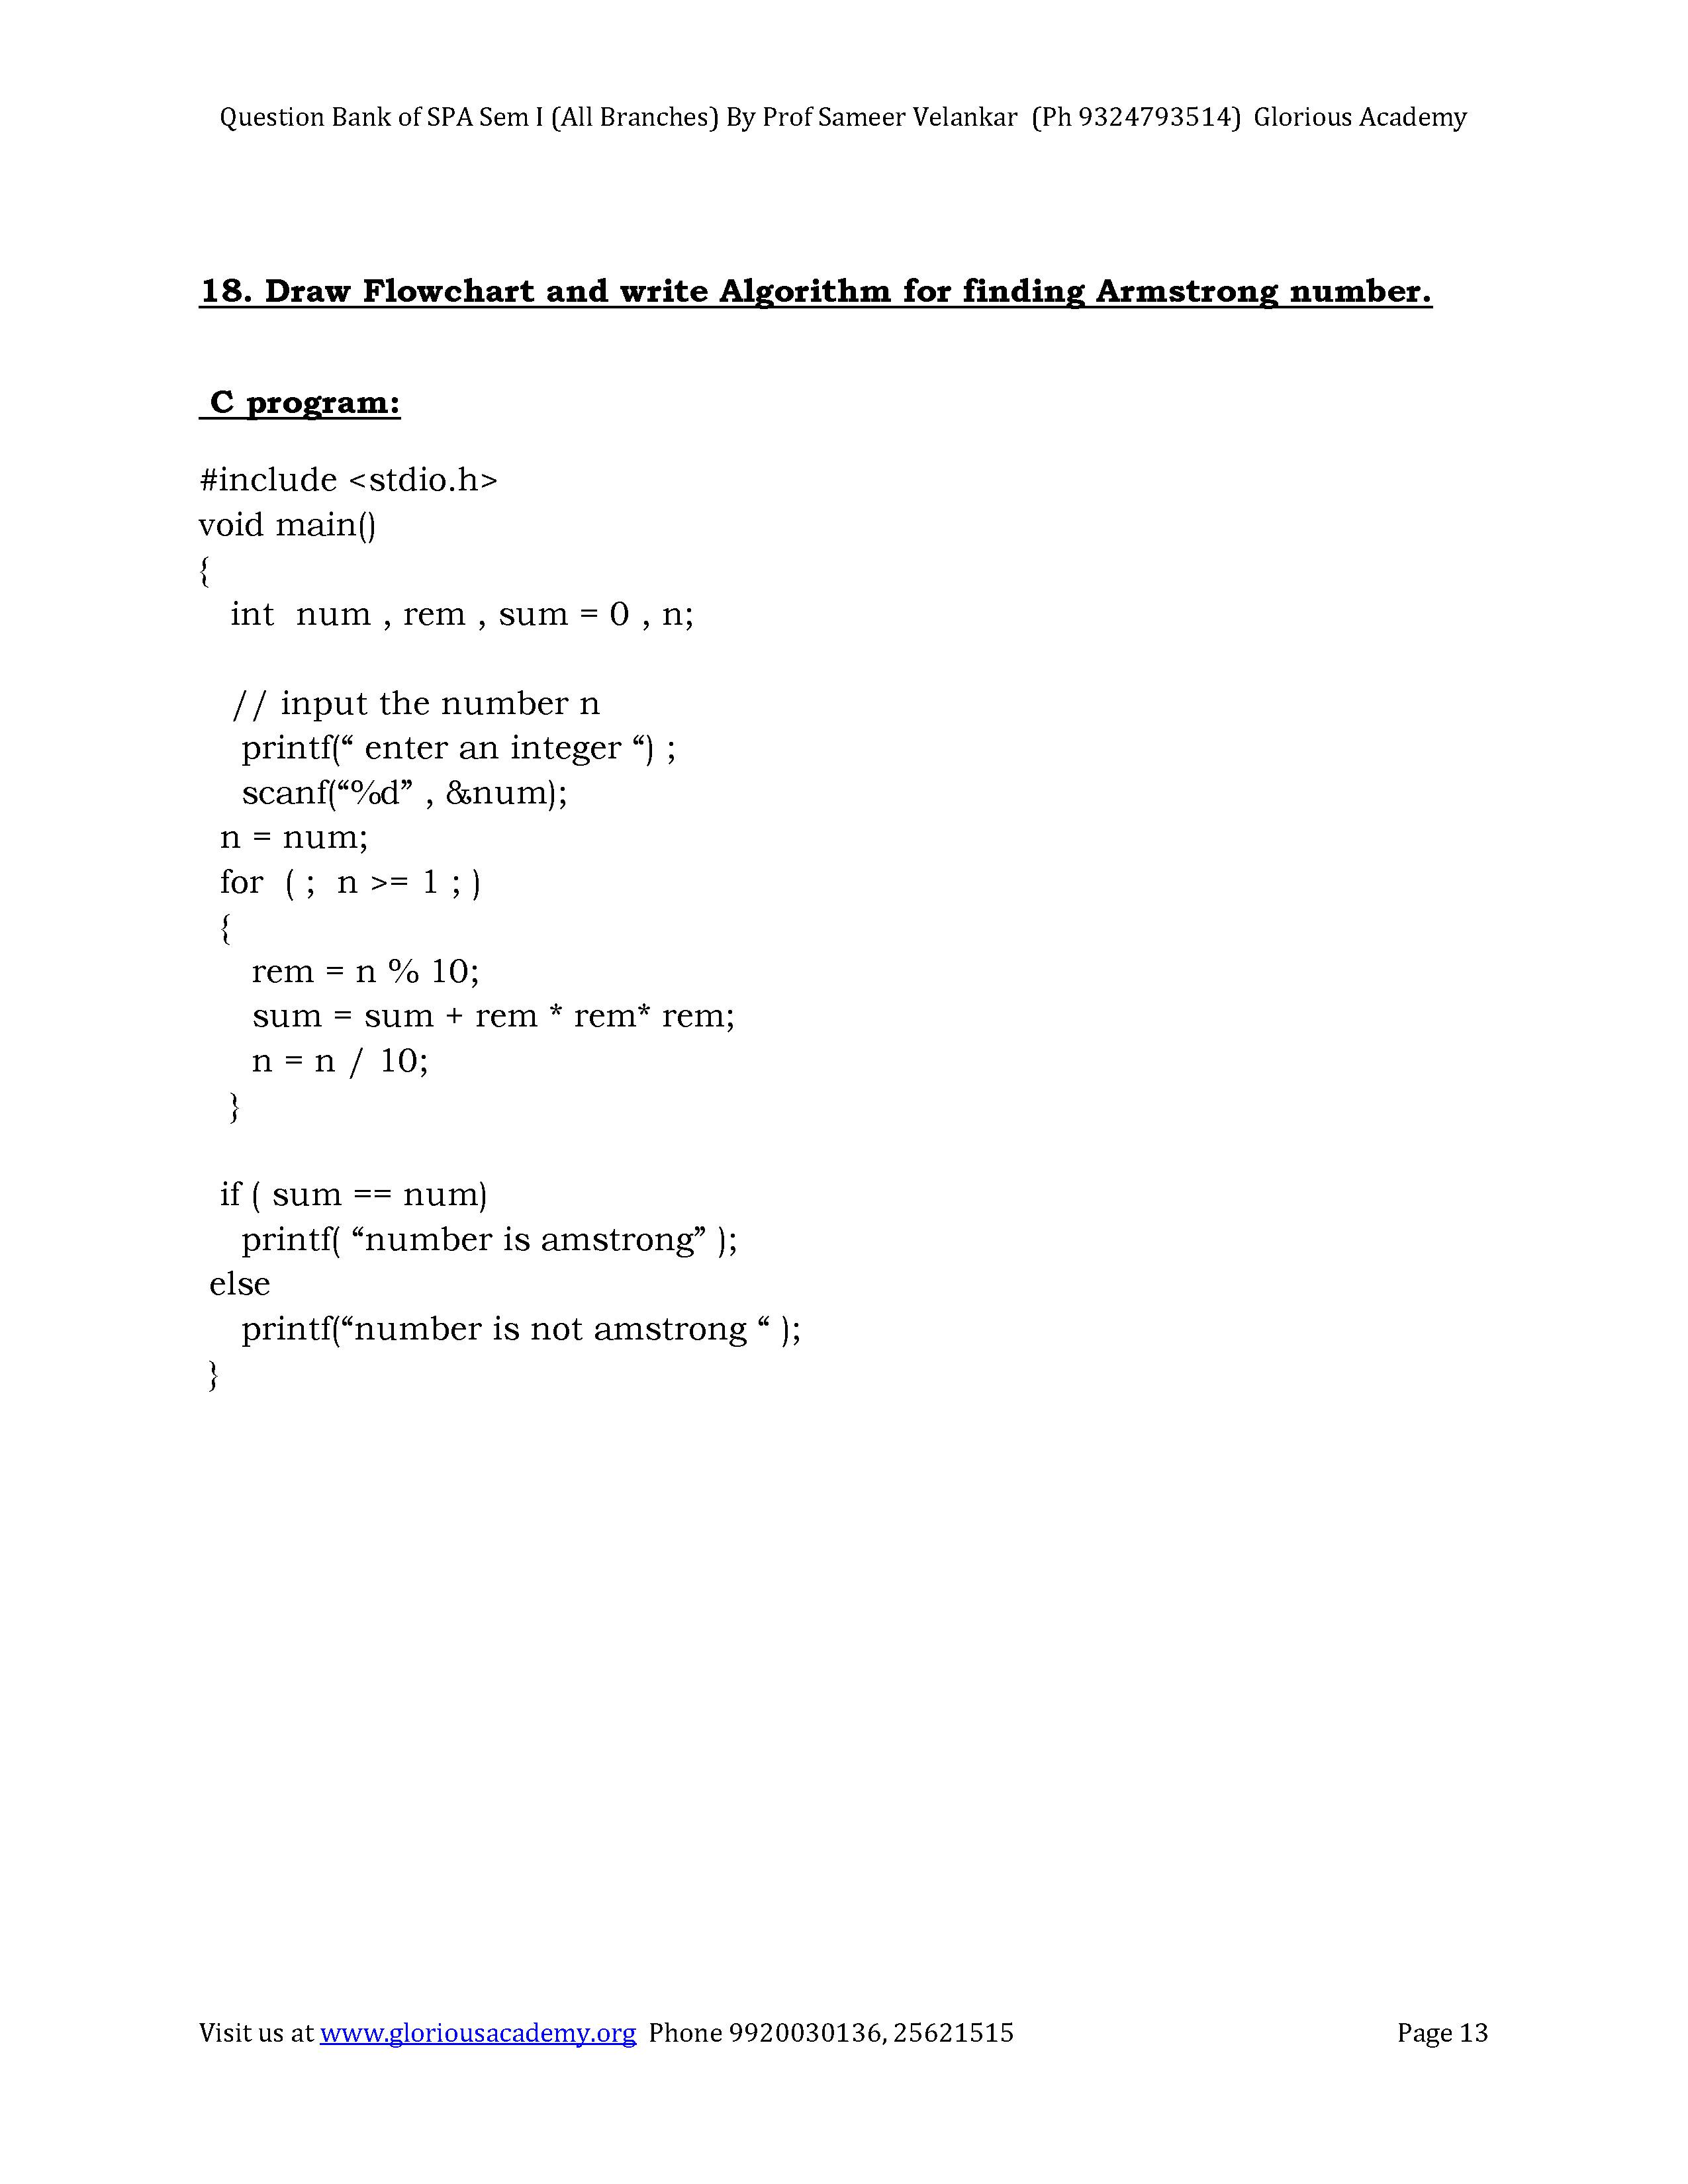 Question Bank of SPA Sem I (All Branches) By Prof Sameer Velankar (Ph 9324793514) Glorious Academy
18. Draw Flowchart and write Algorithm for finding Armstrong number.
C program:
#include <stdio.h>
void main()
{
int num , rem , sum = 0 , n;
// input the number n
printf(“ enter an integer “) ;
scanf(“%d” , &num);
n = num;
for ( ; n >= 1 ; )
{
rem = n % 10;
sum = sum + rem * rem* rem;
n = n / 10;
}
if ( sum == num)
printf( “number is amstrong” );
else
printf(“number is not amstrong “ );
}
Visit us at www.gloriousacademy.org Phone 9920030136, 25621515 Page 13